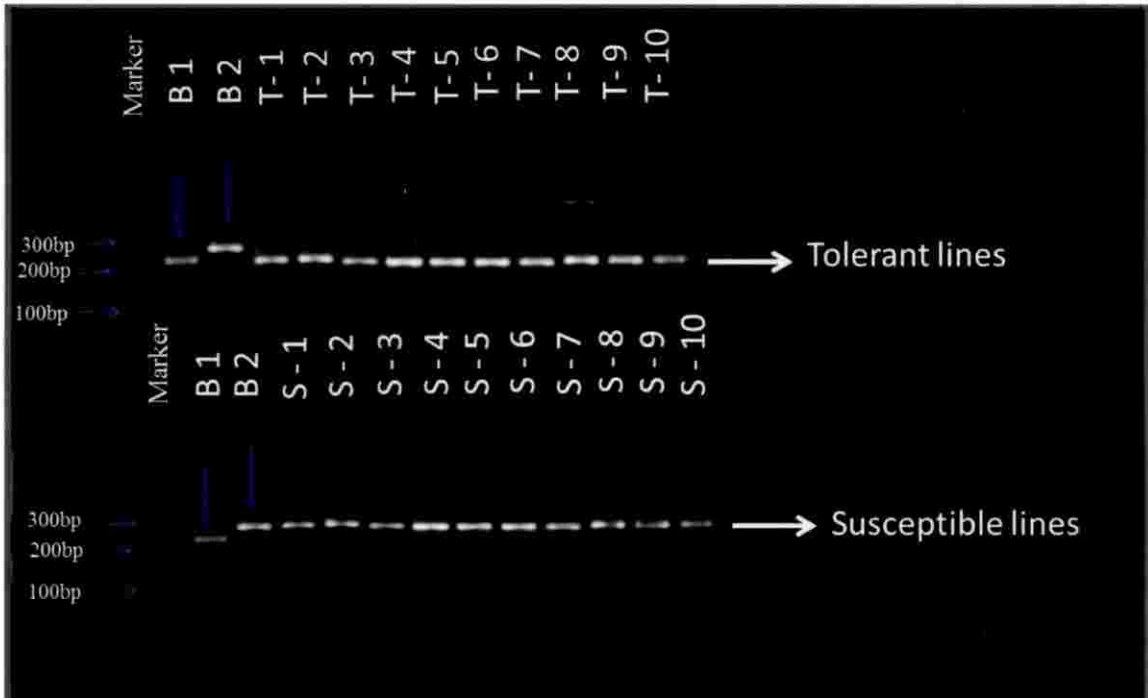 Marker
B 1
B 2
T - 1
T - 2
T - 3
T - 4
T - 5
T - 6
T - 7
T - 8
T - 9
T - 10
300bp
200bp
100bp
Tolerant lines
Marker
B 1
B 2
S - 1
S - 2
S - 3
S - 4
S - 5
S - 6
S - 7
S - 8
S - 9
S - 10
300bp
200bp
100bp
Susceptible lines